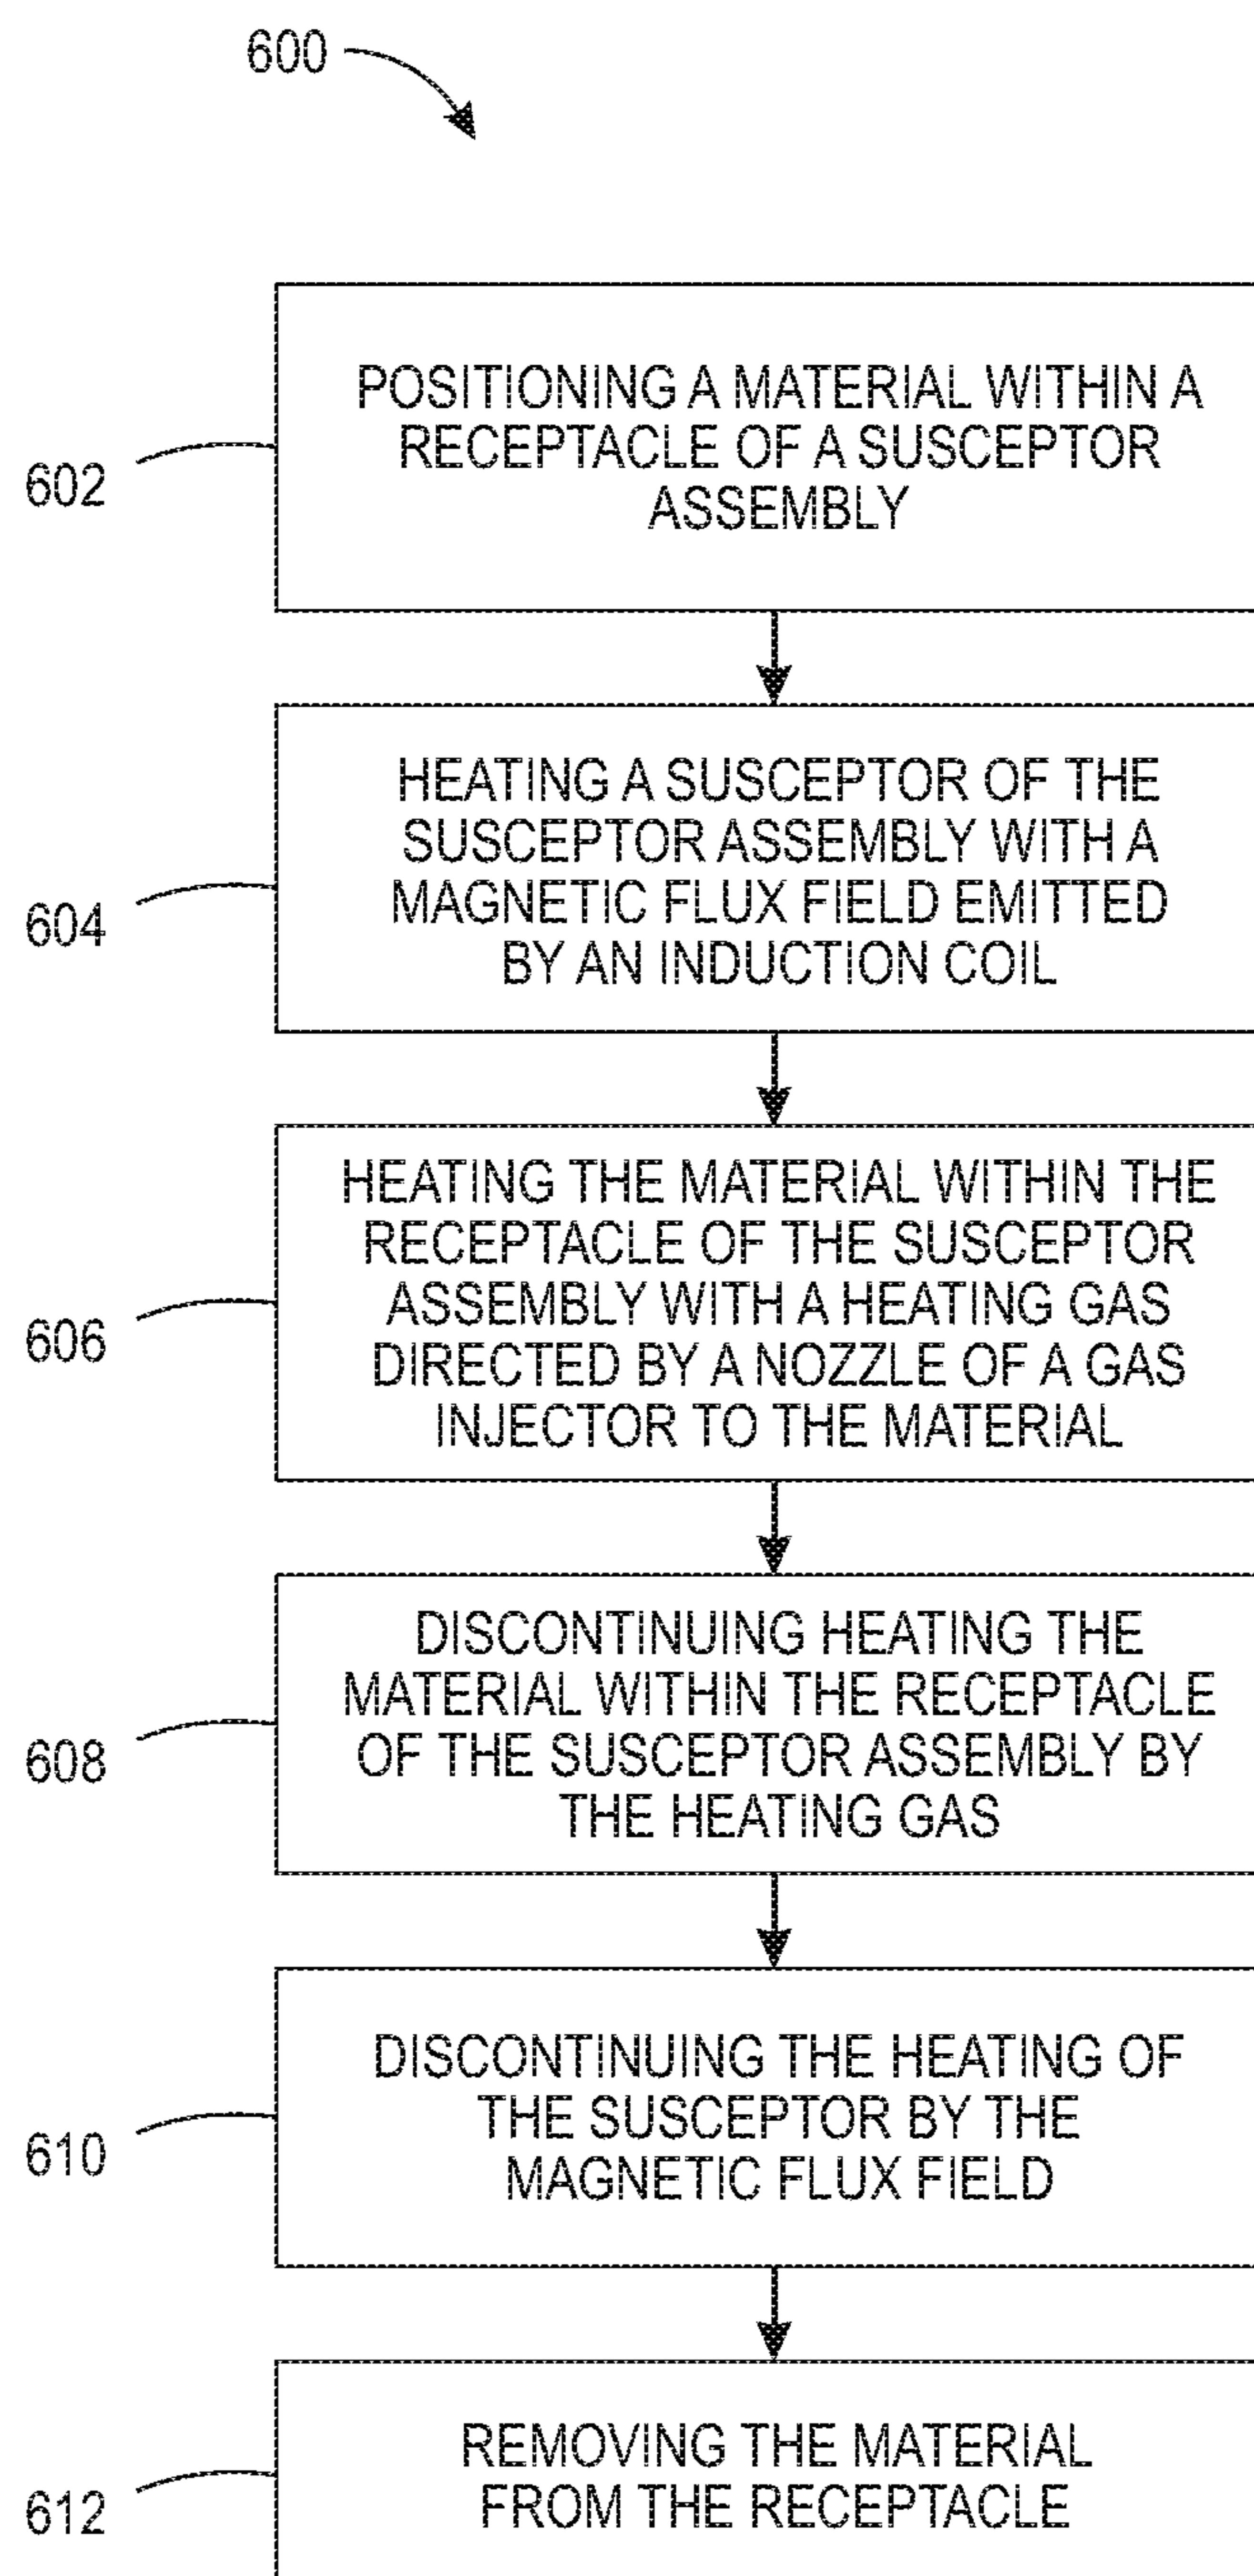 600
602
POSITIONING A MATERIAL WITHIN A
RECEPTACLE OF A SUSCEPTOR
ASSEMBLY
604
HEATING A SUSCEPTOR OF THE
SUSCEPTOR ASSEMBLY WITH A
MAGNETIC FLUX FIELD EMITTED
BY AN INDUCTION COIL
606
HEATING THE MATERIAL WITHIN THE
RECEPTACLE OF THE SUSCEPTOR
ASSEMBLY WITH A HEATING GAS
DIRECTED BY A NOZZLE OF A GAS
INJECTOR TO THE MATERIAL
608
DISCONTINUING HEATING THE
MATERIAL WITHIN THE RECEPTACLE
OF THE SUSCEPTOR ASSEMBLY BY
THE HEATING GAS
610
DISCONTINUING THE HEATING OF
THE SUSCEPTOR BY THE
MAGNETIC FLUX FIELD
612
REMOVING THE MATERIAL
FROM THE RECEPTACLE